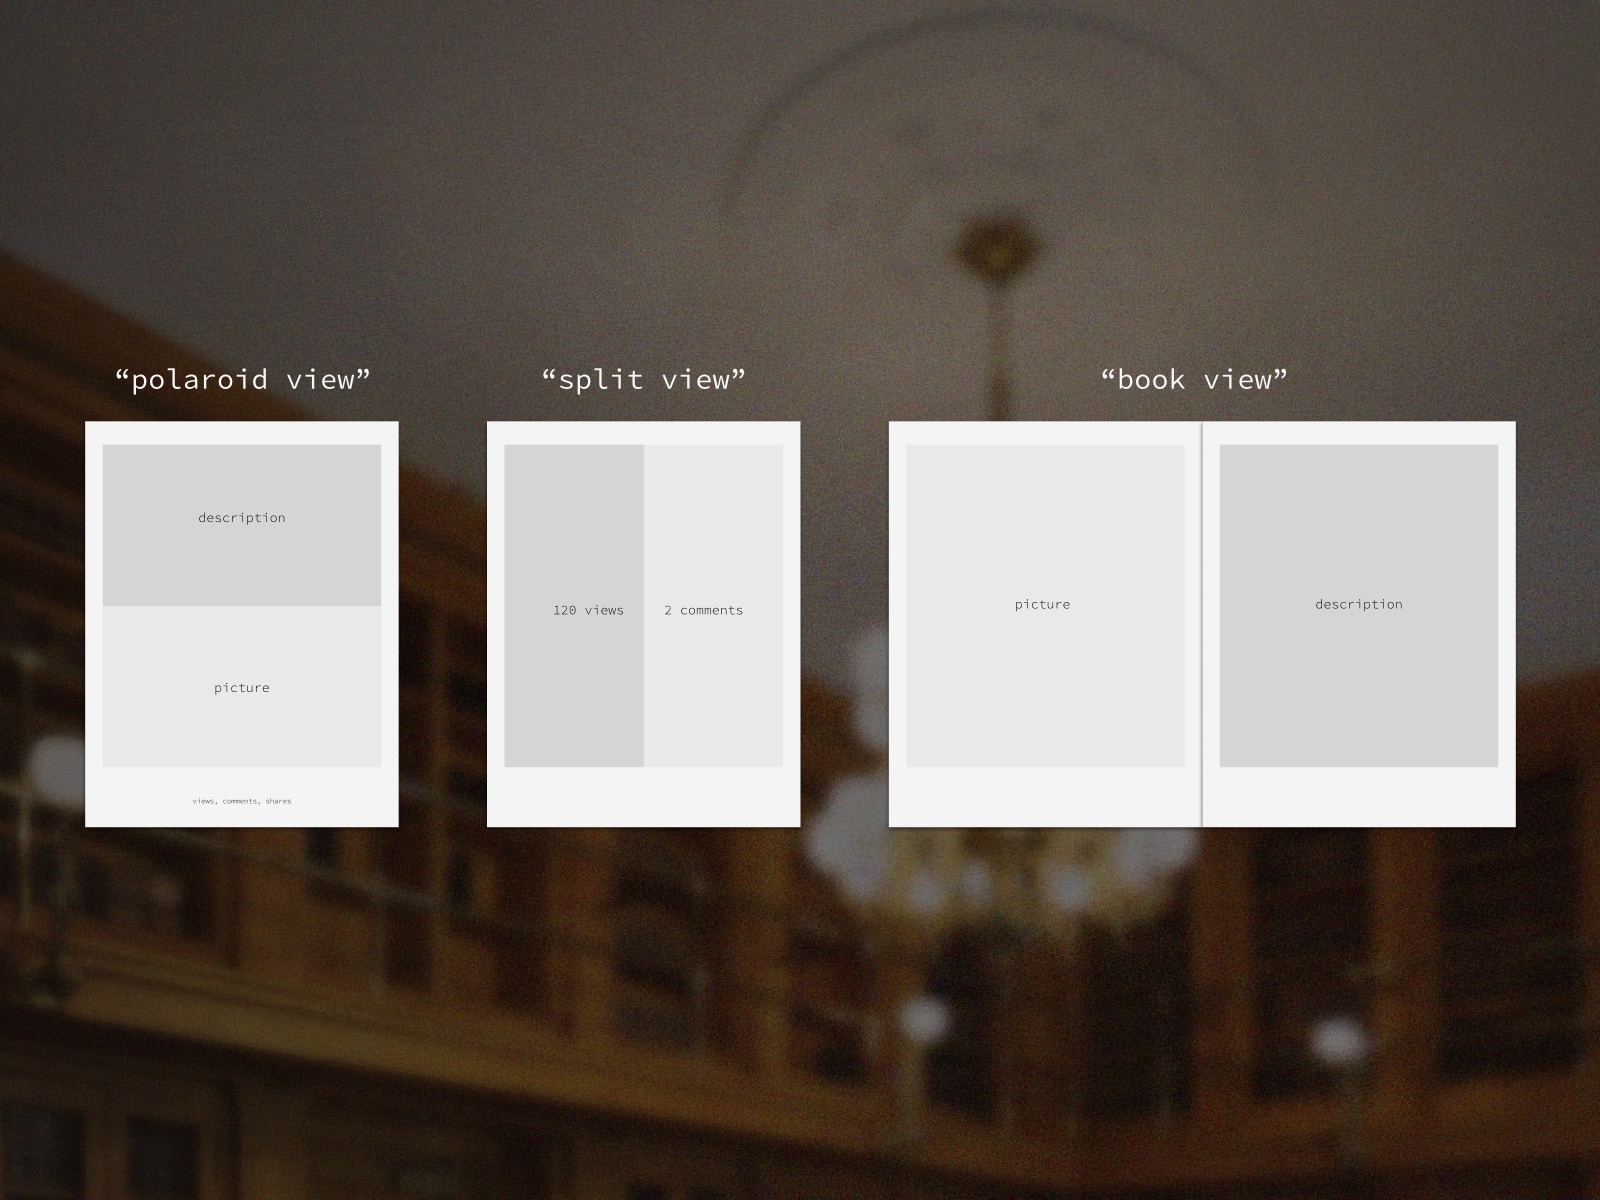 “polaroid view”
description
picture
views, comments, shares
“split view”
120 views
2 comments
“book view”
picture
description